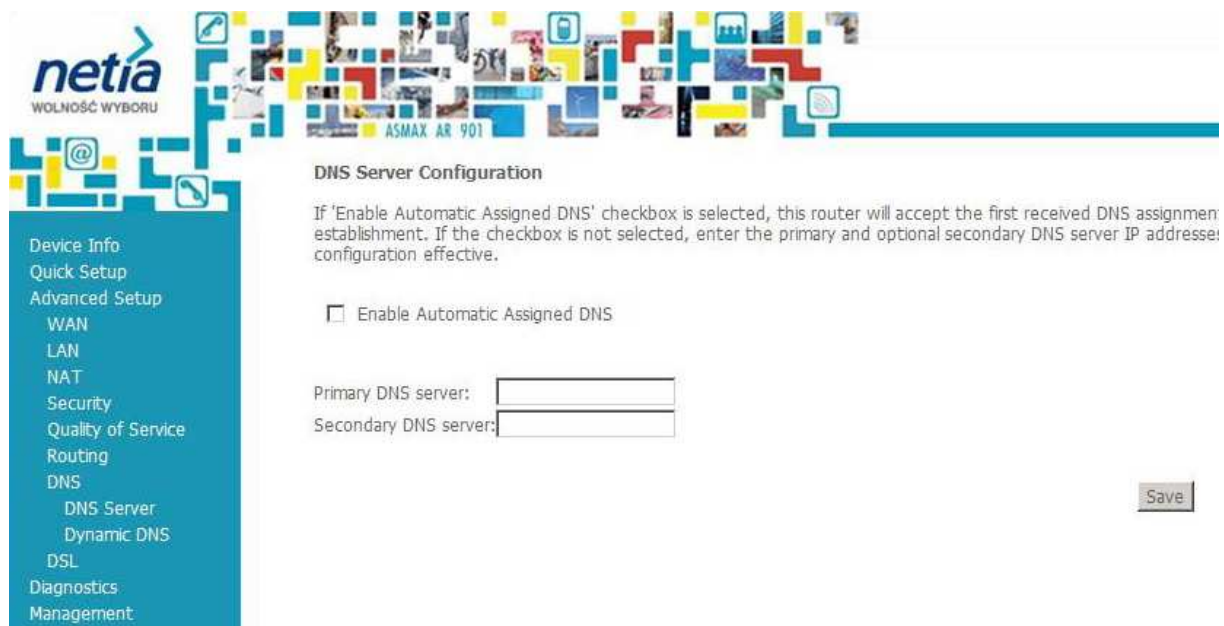 netia
WOLNOŚĆ WYBORU
ASMAX AR 901
@
Device Info
Quick Setup
Advanced Setup
WAN
LAN
NAT
Security
Quality of Service
Routing
DNS
DNS Server
Dynamic DNS
DSL
Diagnostics
Management
DNS Server Configuration
If 'Enable Automatic Assigned DNS' checkbox is selected, this router will accept the first received DNS
establishment. If the checkbox is not selected, enter the primary and optional secondary DNS server IP addresses
configuration effective.
Enable Automatic Assigned DNS
Primary DNS server:
Secondary DNS server:
Save